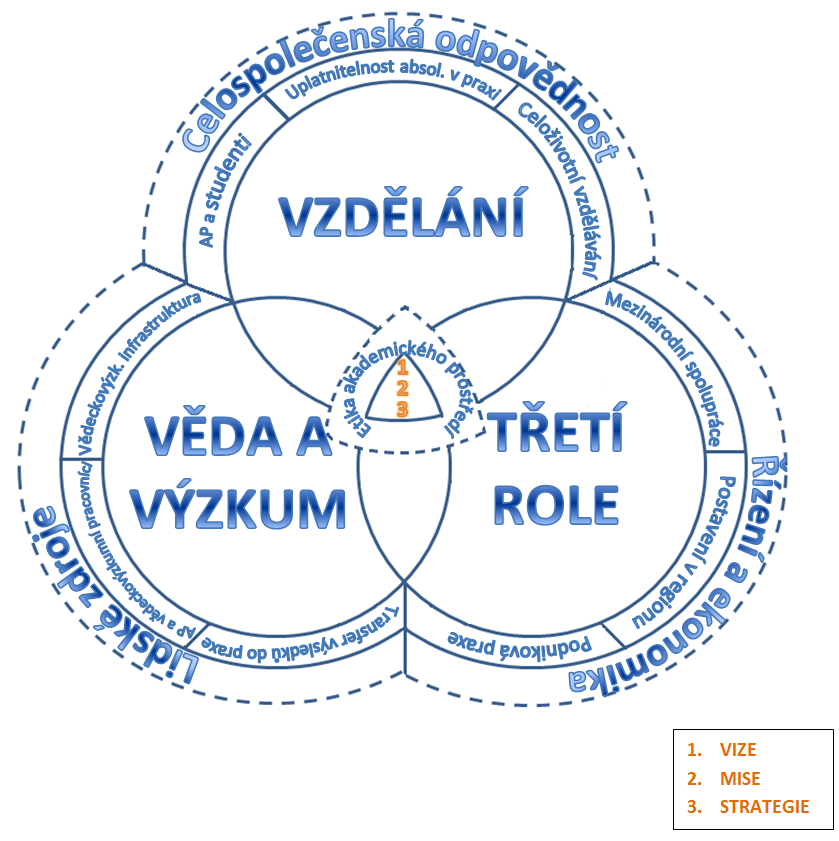 Celospolečenská odpovědnost
Uplatnitelnost absol. v praxi
AP a studenti
Celoživotní vzdělávání
VZDĚLÁNÍ
Vědeckovýzk. infrastruktura
Mezinárodní spolupráce
Etika akademického prostředí
1
2
3
VĚDA A
VÝZKUM
TŘETÍ
ROLE
AP a vědeckovýzkumní pracovníci
Postavení v regionu
Lidské zdroje
Řízení a ekonomika
Transfer výsledků do praxe
Podniková praxe
1. VIZE
2. MISE
3. STRATEGIE